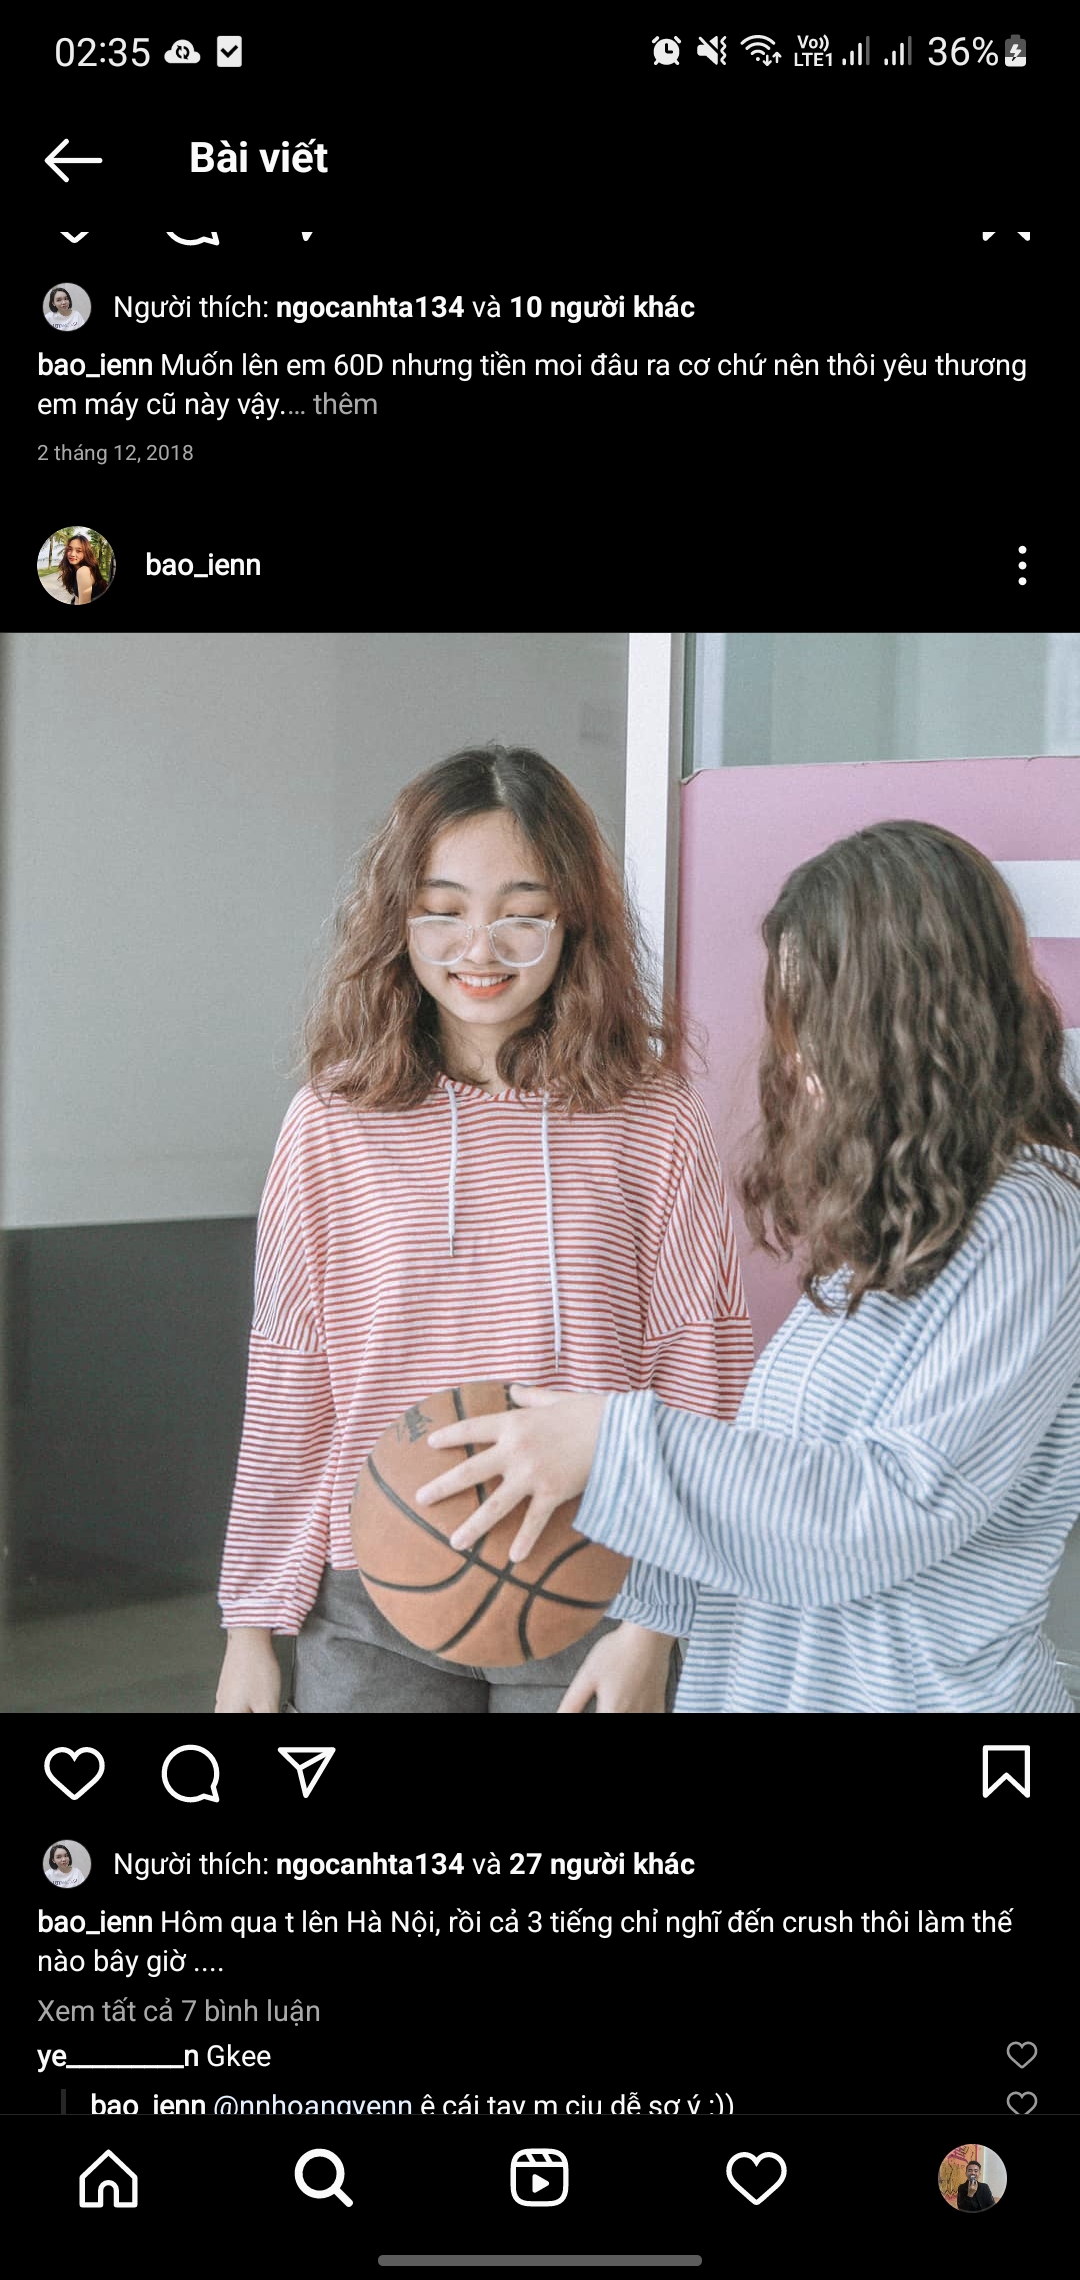 02:35
Vo)) LTE1 36%
Bài viết
Người thích: ngocanhta134 và 10 người khác
bao_ienn Muốn lên em 60D nhưng tiền moi đâu ra cơ chứ nên thôi yêu thương
em máy cũ này vậy.... thêm
2 tháng 12, 2018
bao_ienn
Người thích: ngocanhta134 và 27 người khác
bao_ienn Hôm qua t lên Hà Nội, rồi cả 3 tiếng chỉ nghĩ đến crush thôi làm thế
nào bây giờ ....
Xem tất cả 7 bình luận
ye_________n Gkee
bao_ienn @nnhoangyenn ê cái tay m ciu dễ sợ ý :))